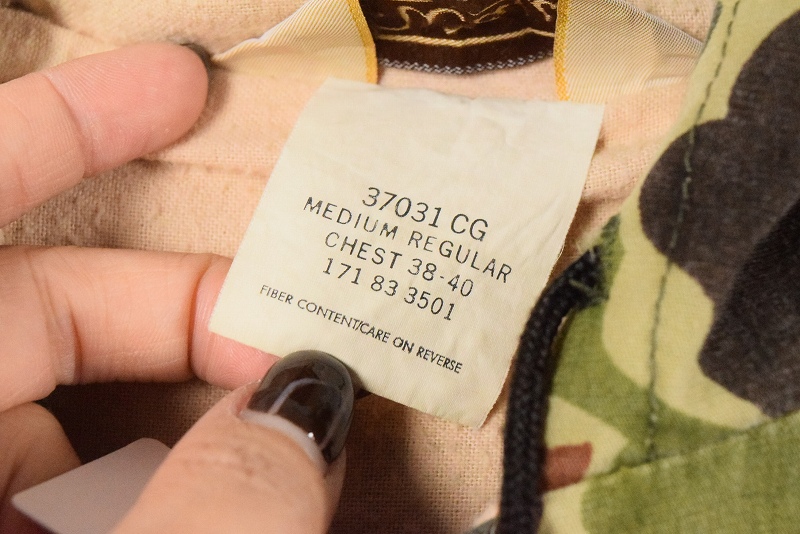 37031 CG
MEDIUM REGULAR
CHEST 38-40
171 83 3501
FIBER CONTENT/CARE ON REVERSE